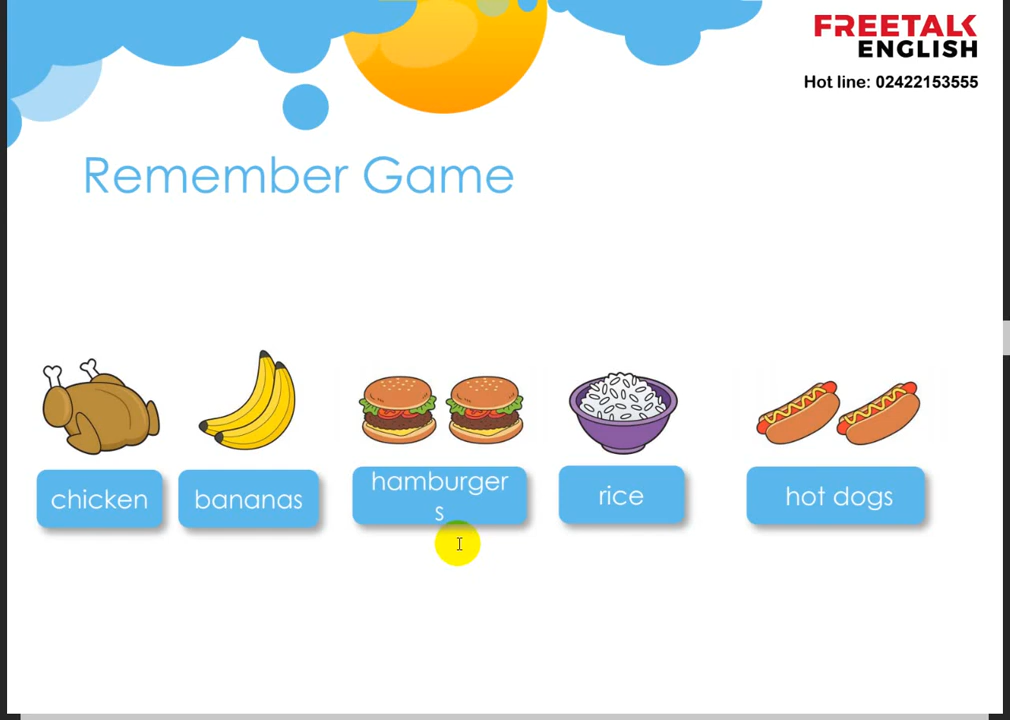 FREETALK
ENGLISH
Hot line: 02422153555
Remember Game
chicken
bananas
hamburger
s
rice
hot dogs